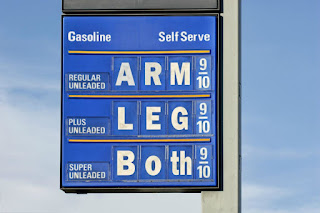 Gasoline Self Serve
REGULAR UNLEADED ARM 9/10
PLUS UNLEADED LEG 9/10
SUPER UNLEADED Both 9/10